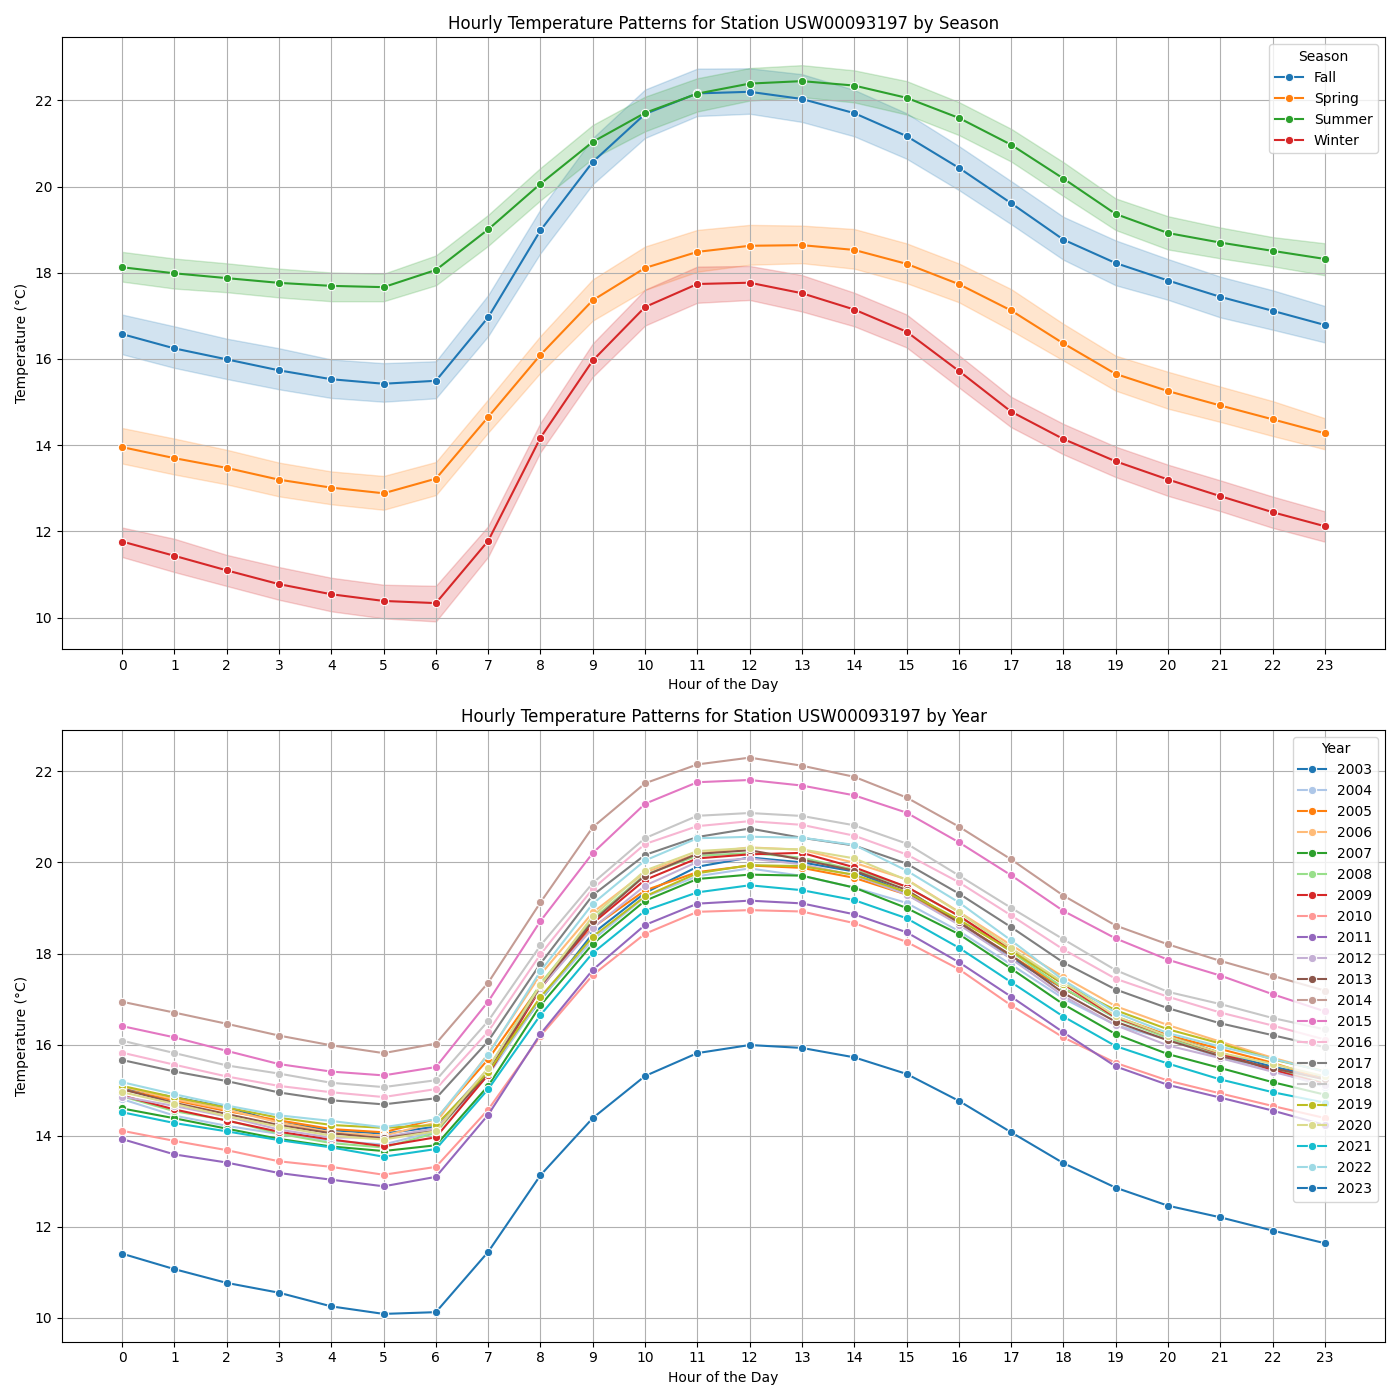 Hourly Temperature Patterns for Station USW00093197 by Season
Temperature (°C)
22
20
18
16
14
12
10
Season
Fall
Spring
Summer
Winter
0 1 2 3 4 5 6 7 8 9 10 11 12 13 14 15 16 17 18 19 20 21 22 23
Hour of the Day
Hourly Temperature Patterns for Station USW00093197 by Year
Temperature (°C)
22
20
18
16
14
12
10
Year
2003
2004
2005
2006
2007
2008
2009
2010
2011
2012
2013
2014
2015
2016
2017
2018
2019
2020
2021
2022
2023
0 1 2 3 4 5 6 7 8 9 10 11 12 13 14 15 16 17 18 19 20 21 22 23
Hour of the Day